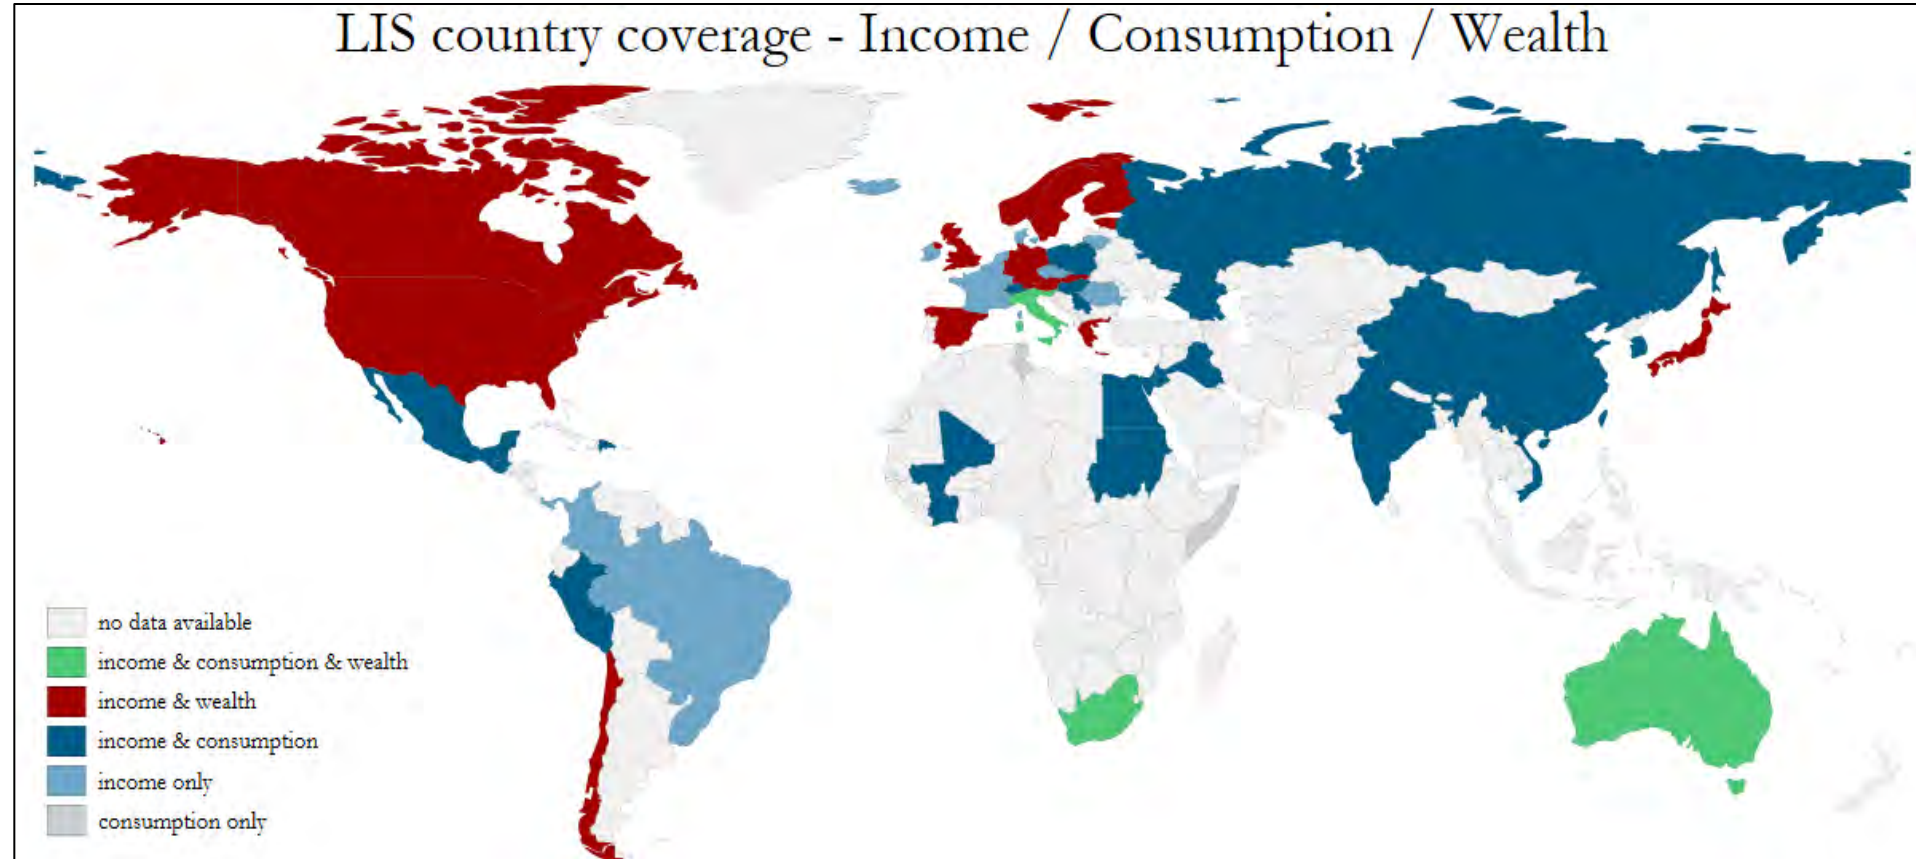 LIS country coverage - Income / Consumption / Wealth
no data available
income & consumption & wealth
income & wealth
income & consumption
income only
consumption only